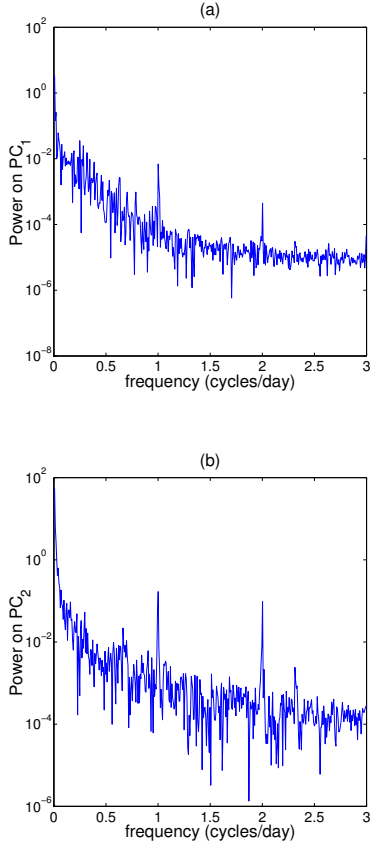 (a)
10^2
10^0
10^−2
10^−4
10^−6
10^−8
Power on PC_1
0 0.5 1 1.5 2 2.5 3
frequency (cycles/day)
(b)
10^2
10^0
10^−2
10^−4
10^−6
Power on PC_2
0 0.5 1 1.5 2 2.5 3
frequency (cycles/day)